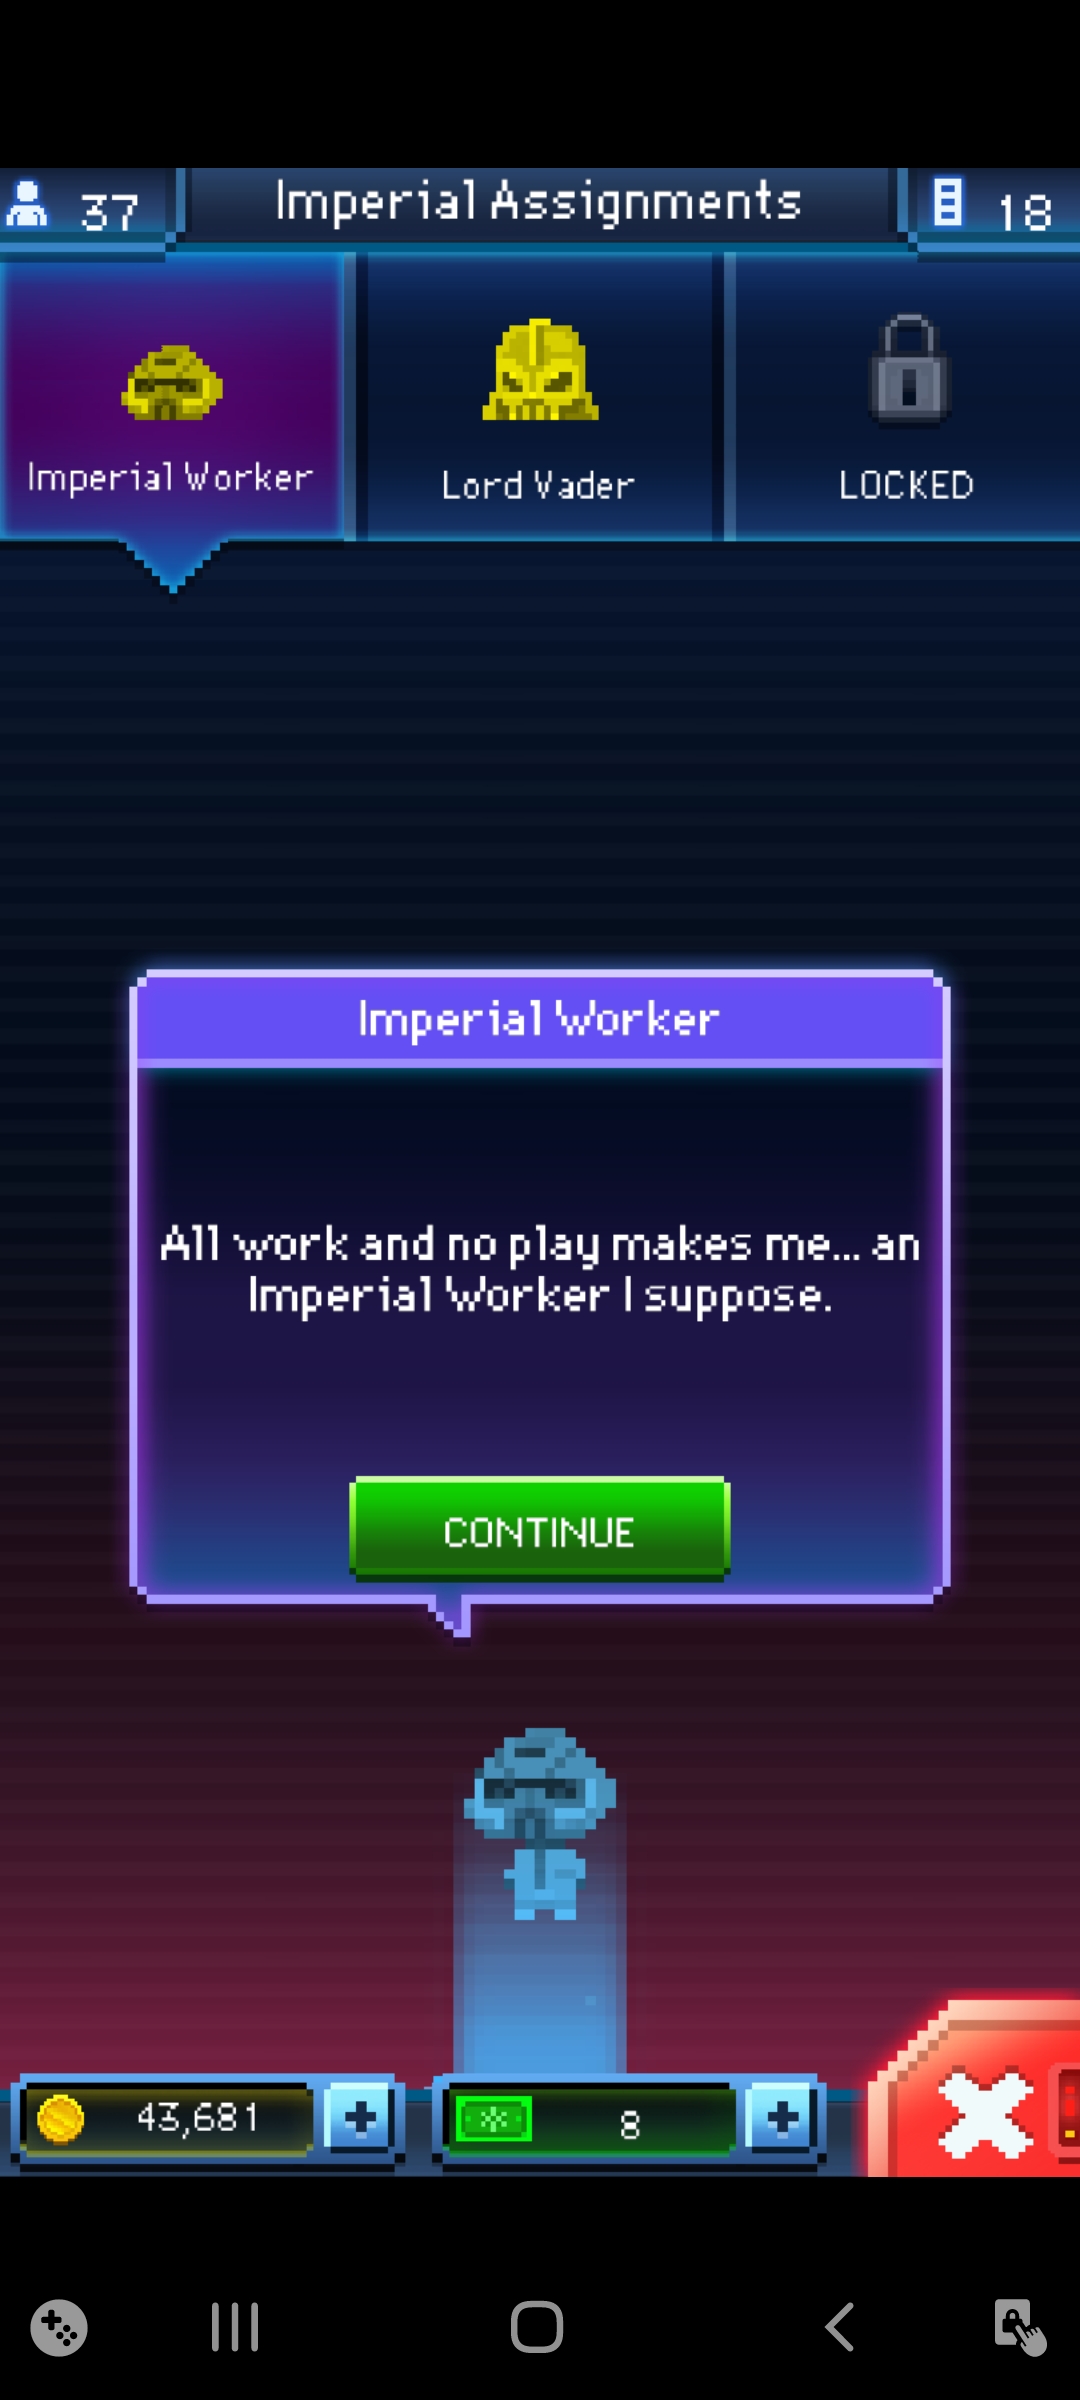 37
Imperial Assignments
18
Imperial Worker
Lord Vader
LOCKED
Imperial Worker
All work and no play makes me... an
Imperial Worker I suppose.
CONTINUE
43,681
8